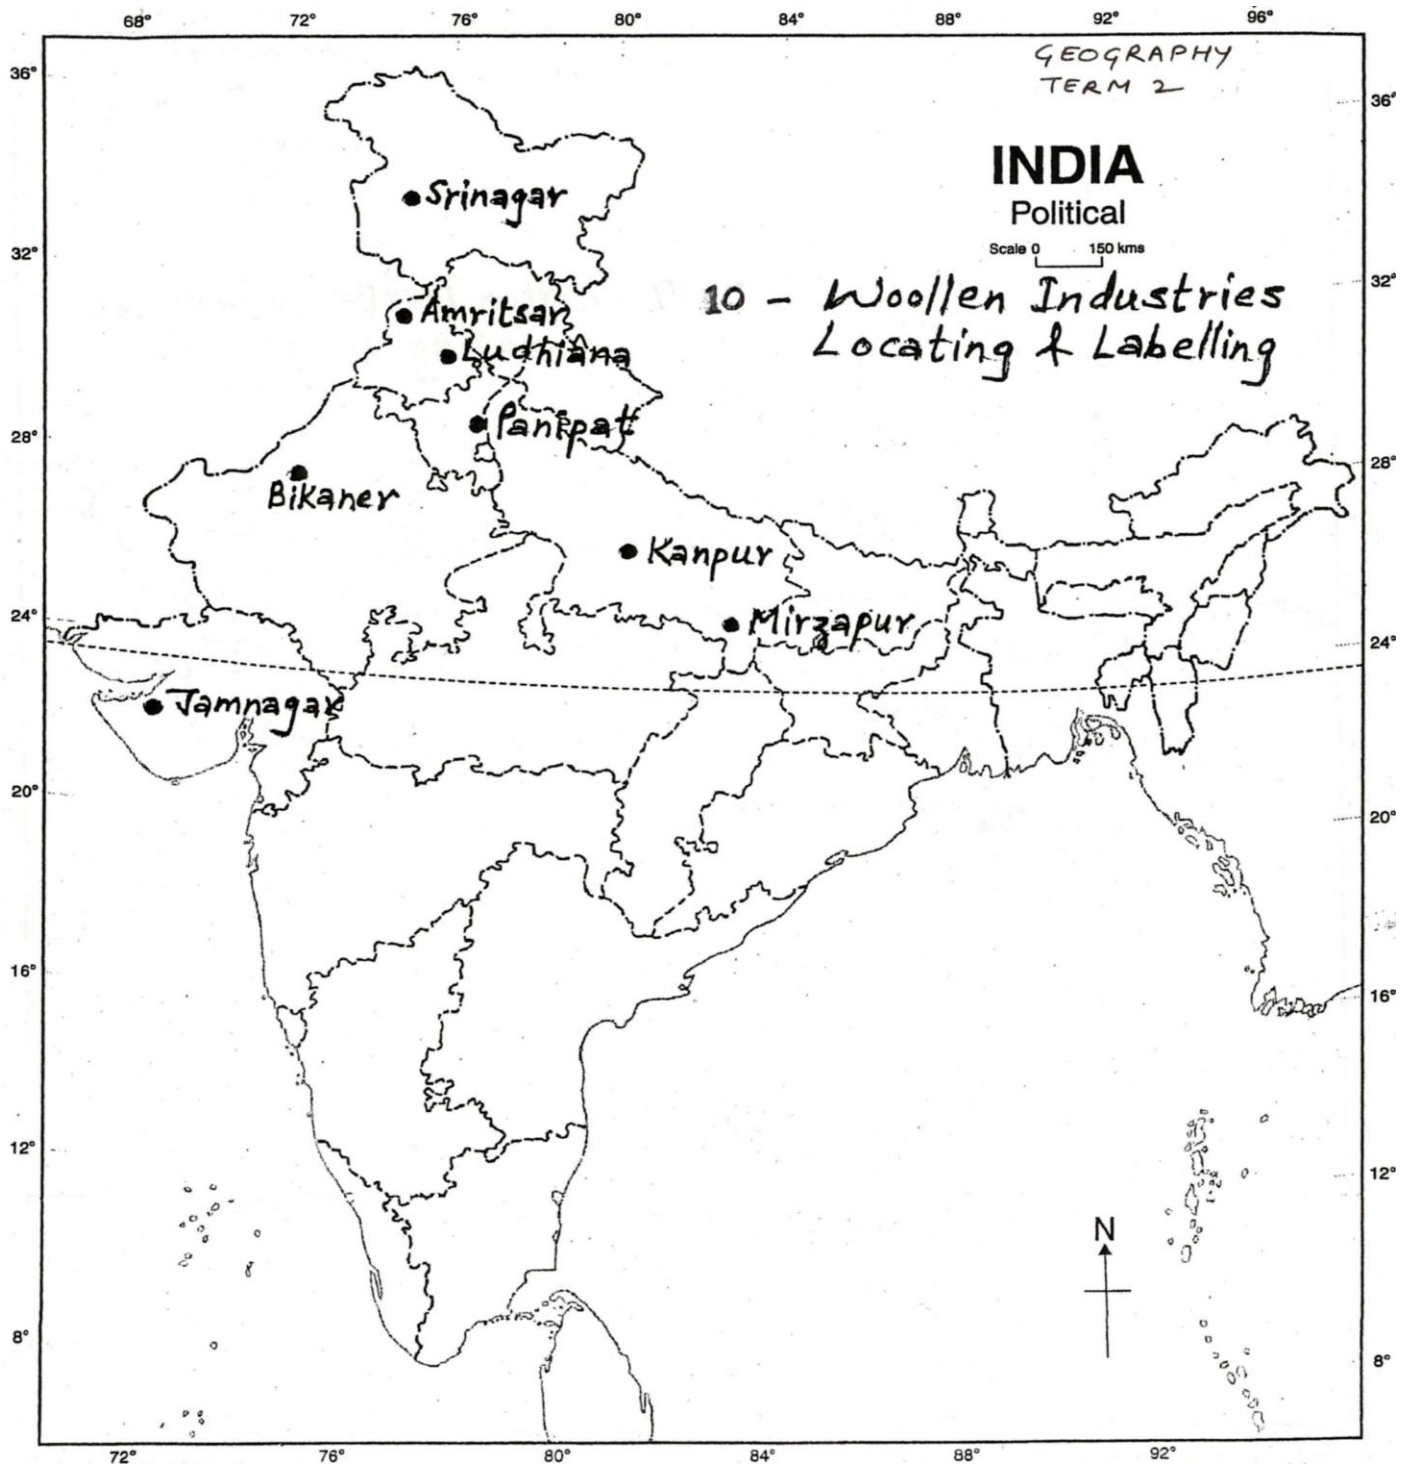 68° 72° 76° 80° 84° 88° 92° 96°
GEOGRAPHY
TERM 2
36° 36°
INDIA
Political
Scale 0 150 kms
Srinagar
32° 32°
10 - Woollen Industries
Locating & Labelling
Amritsar
Ludhiana
Panipat
28° 28°
Bikaner
Kanpur
24° 24°
Mirzapur
Jamnagar
20° 20°
16° 16°
12° 12°
N
8° 8°
72° 76° 80° 84° 88° 92°